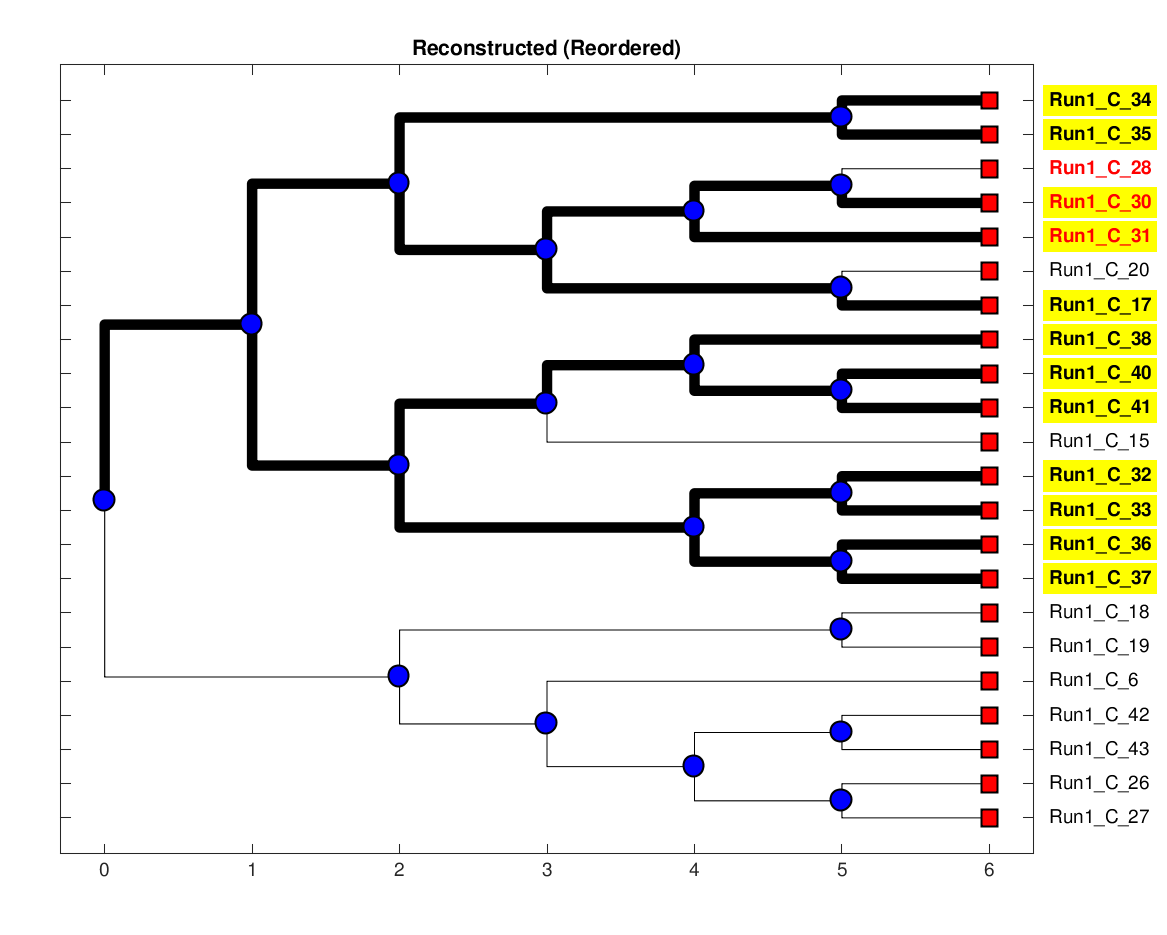 Reconstructed (Reordered)
Run1_C_34
Run1_C_35
Run1_C_28
Run1_C_30
Run1_C_31
Run1_C_20
Run1_C_17
Run1_C_38
Run1_C_40
Run1_C_41
Run1_C_15
Run1_C_32
Run1_C_33
Run1_C_36
Run1_C_37
Run1_C_18
Run1_C_19
Run1_C_6
Run1_C_42
Run1_C_43
Run1_C_26
Run1_C_27
0 1 2 3 4 5 6